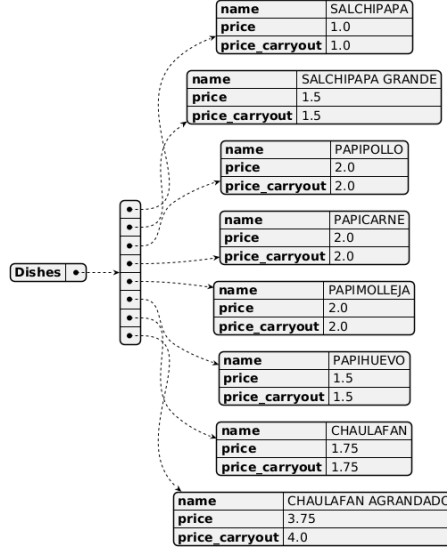 name SALCHIPAPA
price 1.0
price_carryout 1.0
name SALCHIPAPA GRANDE
price 1.5
price_carryout 1.5
name PAPIPOLLO
price 2.0
price_carryout 2.0
name PAPICARNE
price 2.0
price_carryout 2.0
Dishes
name PAPIMOLLEJA
price 2.0
price_carryout 2.0
name PAPIHUEVO
price 1.5
price_carryout 1.5
name CHAULAFAN
price 1.75
price_carryout 1.75
name CHAULAFAN AGRANDADO
price 3.75
price_carryout 4.0